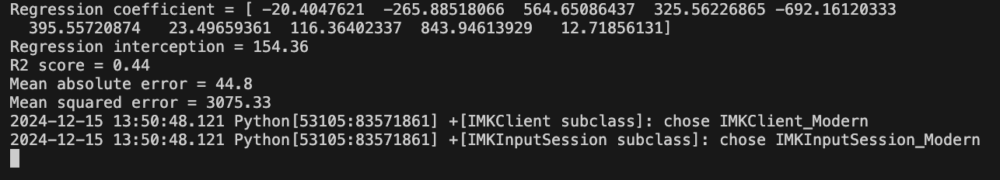 Regression coefficient = [ -20.4047621  -265.88518066  564.65086437  325.56226865 -692.16120333
  395.55720874   23.49659361  116.36402337  843.94613929   12.71856131]
Regression interception = 154.36
R2 score = 0.44
Mean absolute error = 44.8
Mean squared error = 3075.33
2024-12-15 13:50:48.121 Python[53105:83571861] +[IMKClient subclass]: chose IMKClient_Modern
2024-12-15 13:50:48.121 Python[53105:83571861] +[IMKInputSession subclass]: chose IMKInputSession_Modern